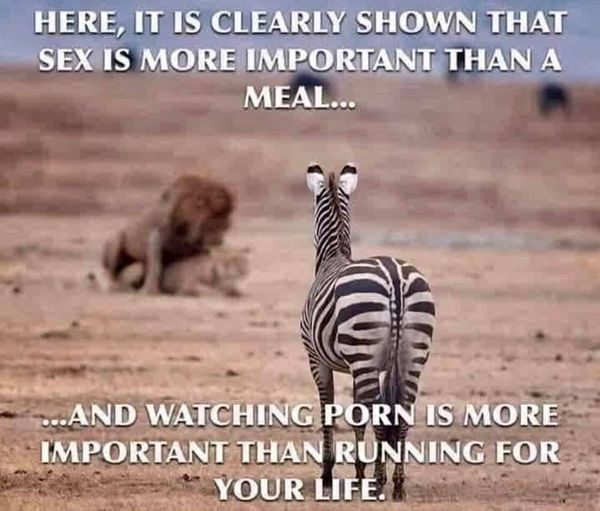 HERE, IT IS CLEARLY SHOWN THAT
SEX IS MORE IMPORTANT THAN A
MEAL...
...AND WATCHING PORN IS MORE
IMPORTANT THAN RUNNING FOR
YOUR LIFE.